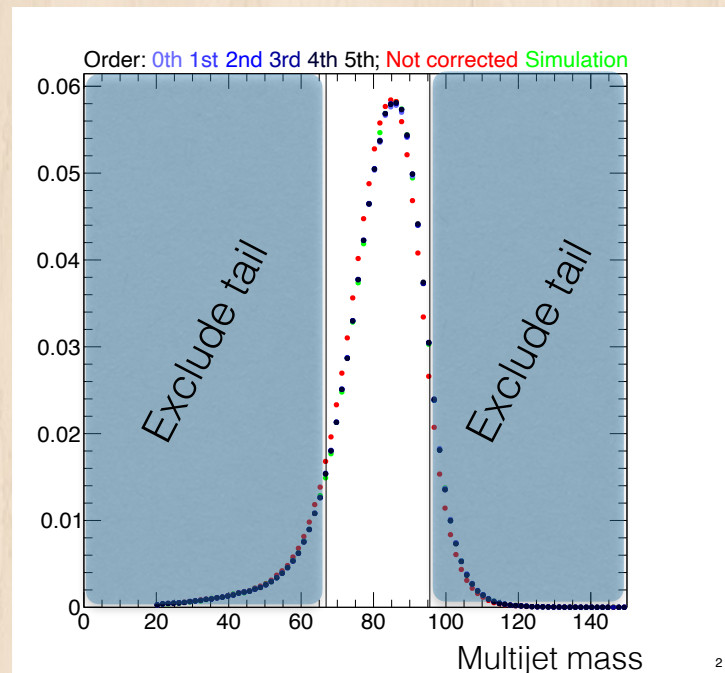 Order: 0th 1st 2nd 3rd 4th 5th; Not corrected Simulation
0.06
0.05
0.04
0.03
0.02
0.01
0
Exclude tail
Exclude tail
0 20 40 60 80 100 120 140
Multijet mass
2